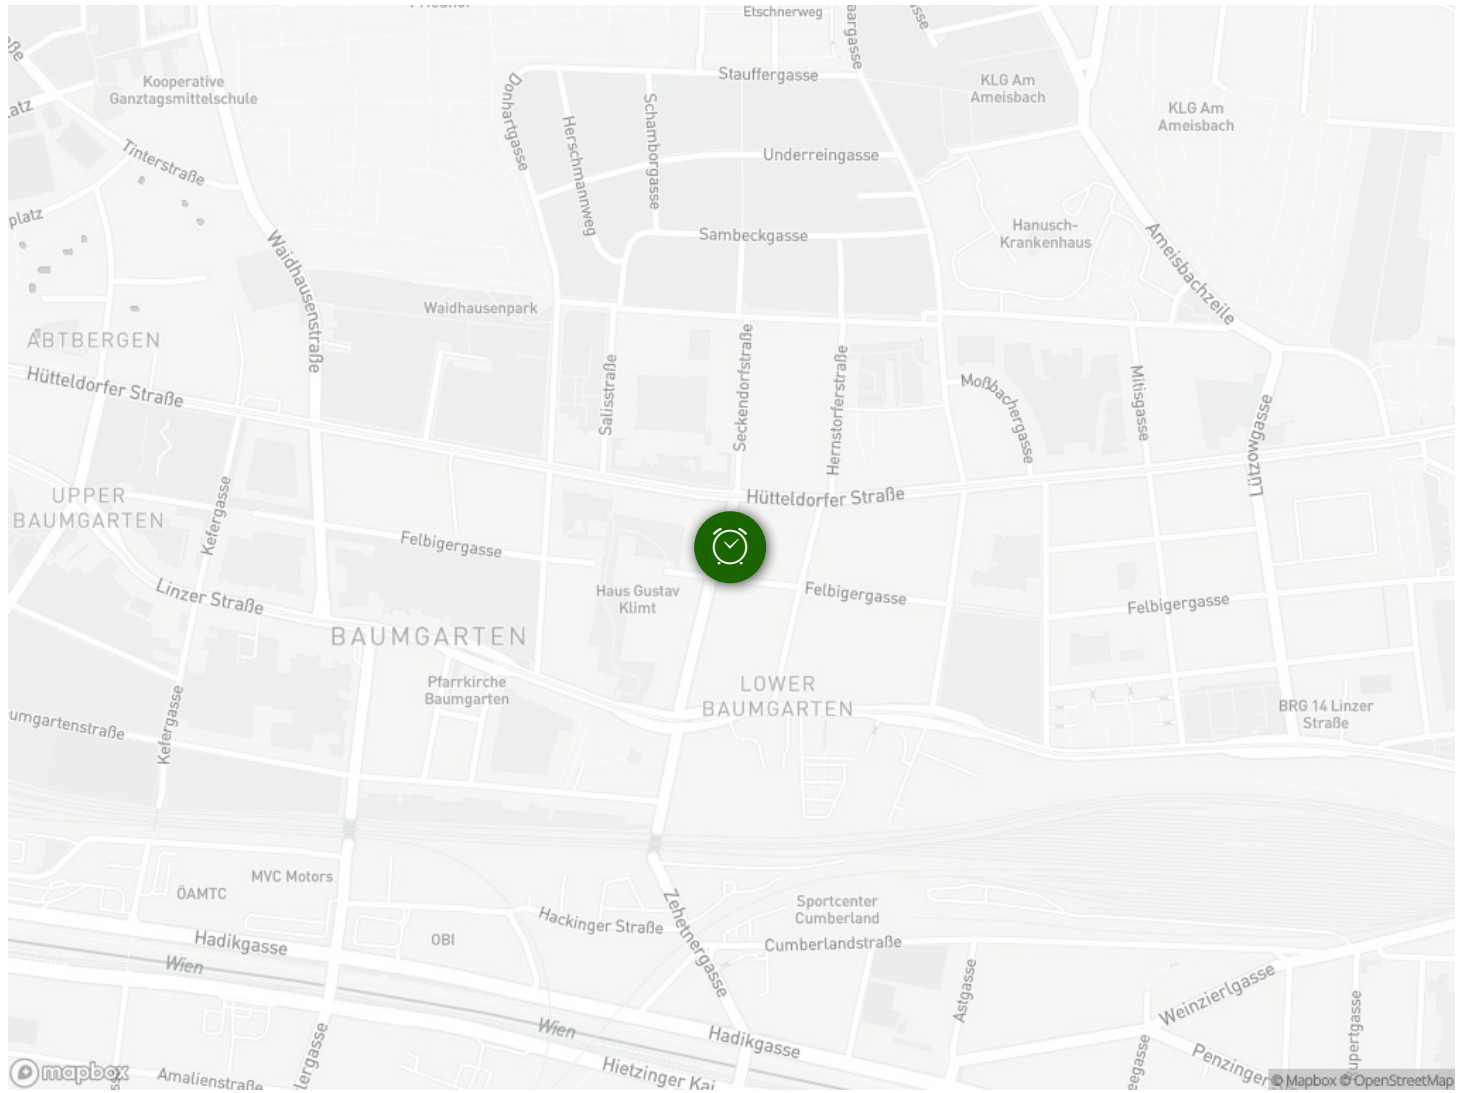 Etschnerweg
Stauffergasse
Kooperative
Ganztagsmittelschule
KLG Am
Ameisbach
KLG Am
Ameisbach
Donhartgasse
Schamborgasse
Herschmannweg
Underreingasse
Tinterstraße
platz
Sambeckgasse
Hanusch-
Krankenhaus
Ameisbachzeile
Waidhausenstraße
Waidhausenpark
ABTBERGEN
Hütteldorfer Straße
Salisstraße
Seckendorfstraße
Hernstorferstraße
Moßbachergasse
Mitisgasse
Lützowgasse
UPPER
BAUMGARTEN
Kefergasse
Hütteldorfer Straße
Felbigergasse
Linzer Straße
Haus Gustav
Klimt
Felbigergasse
Felbigergasse
BAUMGARTEN
Pfarrkirche
Baumgarten
LOWER
BAUMGARTEN
BRG 14 Linzer
Straße
umgartenstraße
Kefergasse
MVC Motors
ÖAMTC
Zehetnergasse
Sportcenter
Cumberland
Hackinger Straße
OBI
Hadikgasse
Cumberlandstraße
Wien
Astgasse
Weinzierlgasse
Wien
Hadikgasse
Hietzinger Kai
Penzinger
Rupertgasse
mapbox
Amalienstraße
© Mapbox © OpenStreetMap